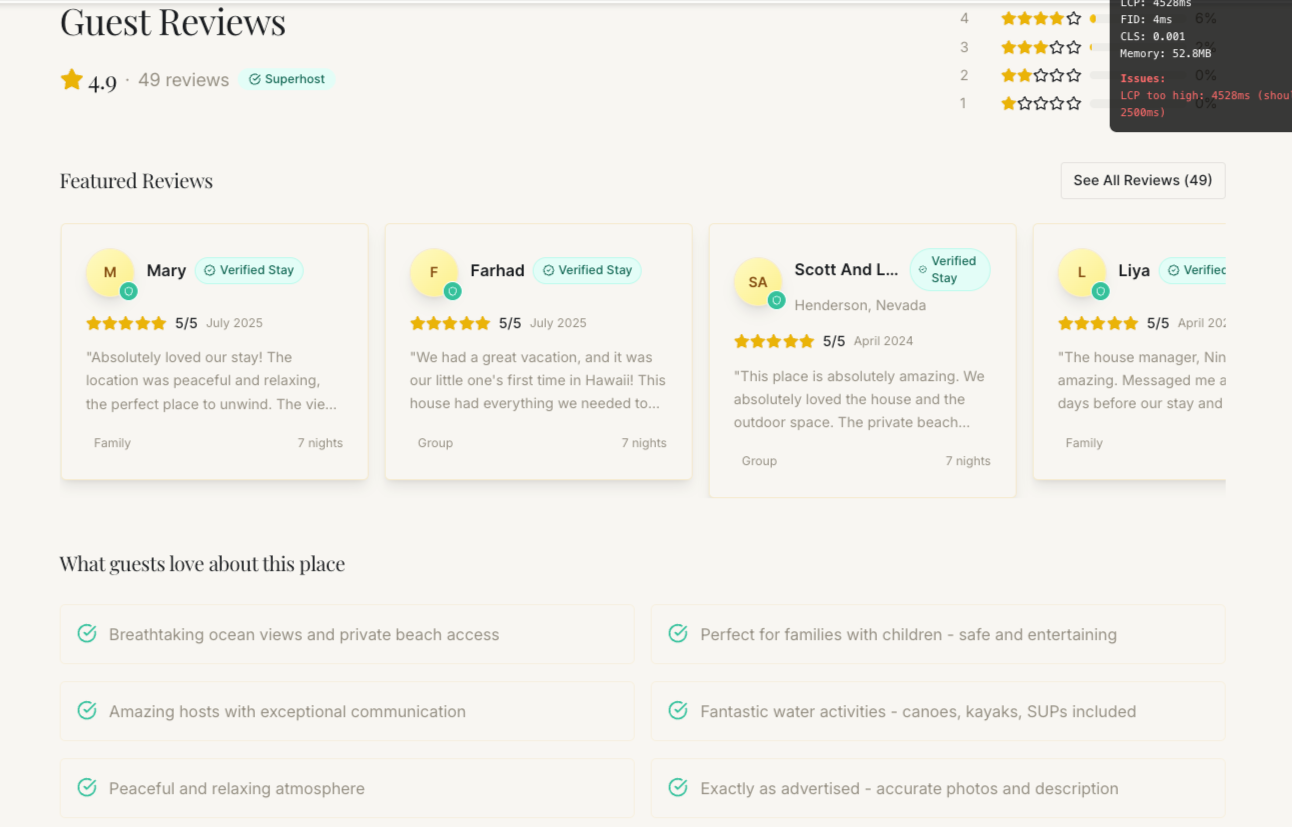 Guest Reviews
4.9 · 49 reviews Superhost
4 6%
3
2 0%
1 0%
LCP: 4528ms
FID: 4ms
CLS: 0.001
Memory: 52.8MB
Issues:
LCP too high: 4528ms (shou
2500ms)
Featured Reviews
See All Reviews (49)
M
Mary Verified Stay
5/5 July 2025
"Absolutely loved our stay! The
location was peaceful and relaxing,
the perfect place to unwind. The vie...
Family 7 nights
F
Farhad Verified Stay
5/5 July 2025
"We had a great vacation, and it was
our little one's first time in Hawaii! This
house had everything we needed to...
Group 7 nights
SA
Scott And L... Verified
Stay
Henderson, Nevada
5/5 April 2024
"This place is absolutely amazing. We
absolutely loved the house and the
outdoor space. The private beach...
Group 7 nights
L
Liya Verified
5/5 April 202
"The house manager, Nin
amazing. Messaged me a
days before our stay and
Family
What guests love about this place
Breathtaking ocean views and private beach access
Perfect for families with children - safe and entertaining
Amazing hosts with exceptional communication
Fantastic water activities - canoes, kayaks, SUPs included
Peaceful and relaxing atmosphere
Exactly as advertised - accurate photos and description